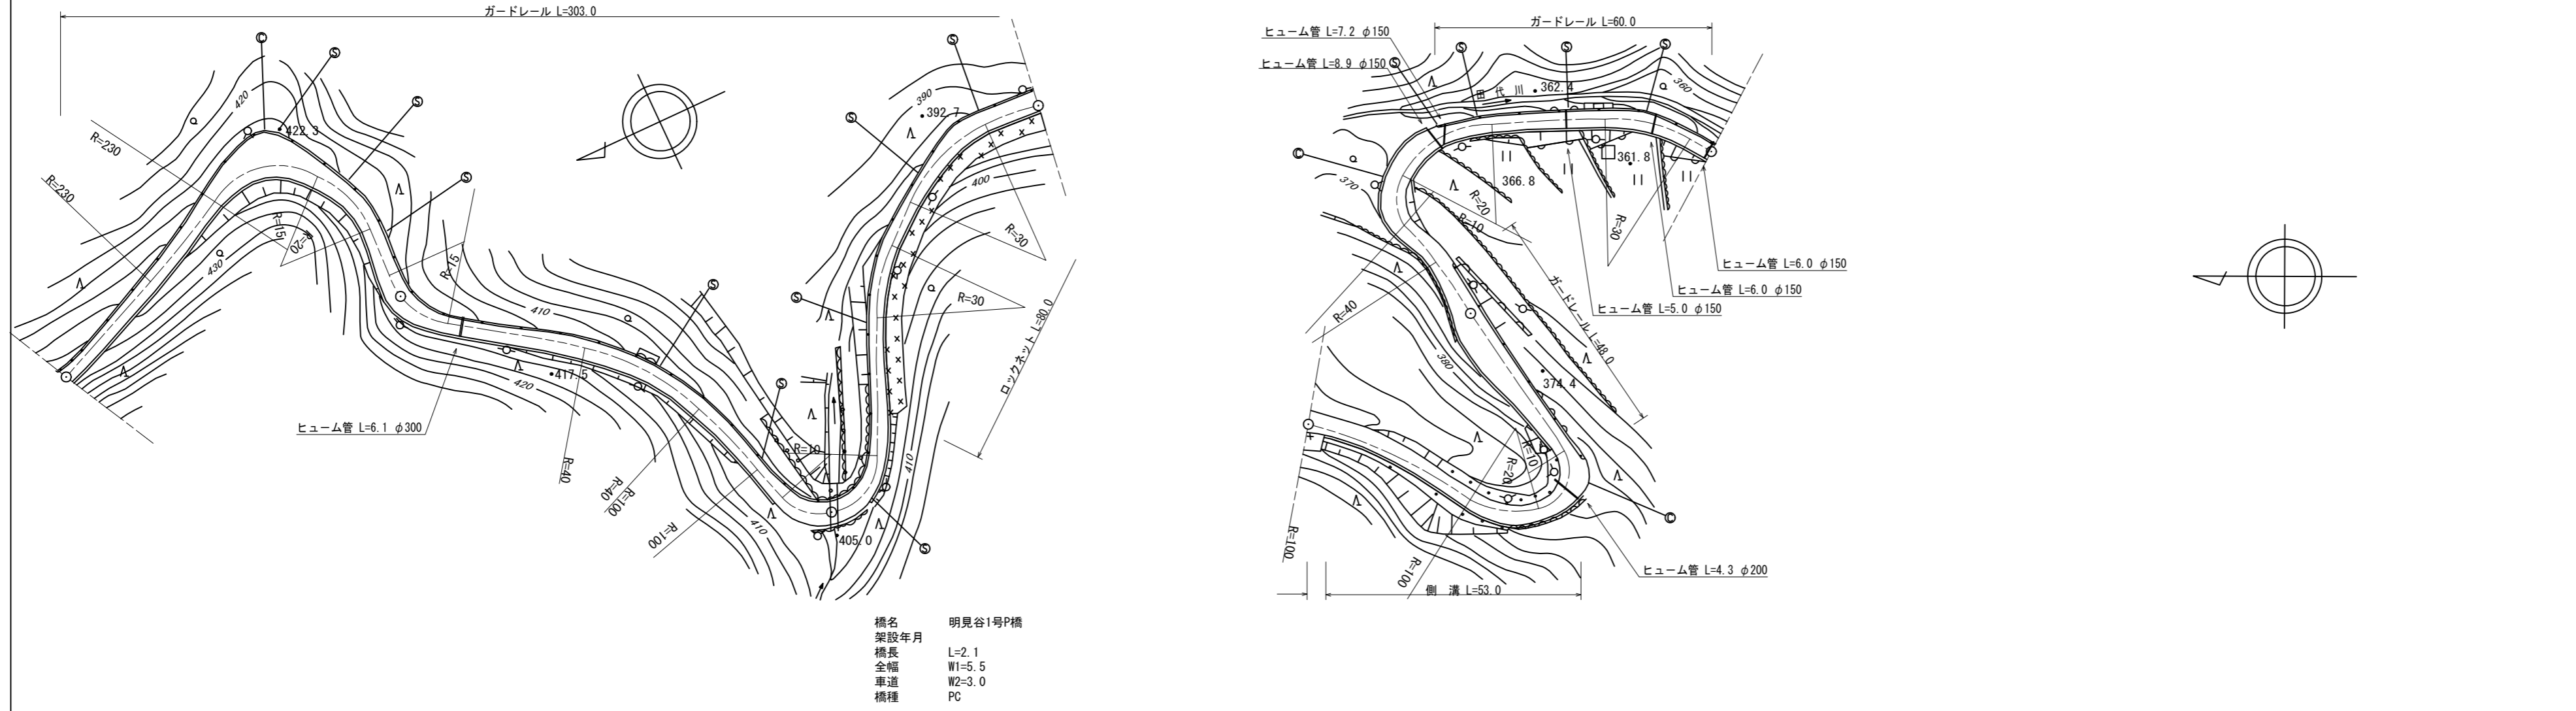 ガードレール L=303.0
ガードレール L=60.0
ヒューム管 L=7.2 φ150
ヒューム管 L=8.9 φ150
C
S
S
S
S
S
S
S
S
S
S
S
S
S
S
C
C
420
422.3
R=230
R=230
R=15
R=20
430
R=15
410
420
417.5
ヒューム管 L=6.1 φ300
R=40
R=40
R=100
R=100
R=10
410
405.0
410
390
392.7
400
R=30
R=30
ロックネット L=80.0
田代川
362.4
360
361.8
366.8
370
R=20
R=10
R=30
ヒューム管 L=6.0 φ150
ヒューム管 L=6.0 φ150
ヒューム管 L=5.0 φ150
ガードレール L=48.0
R=40
380
374.4
R=10
R=20
R=100
R=100
ヒューム管 L=4.3 φ200
側 溝 L=53.0
橋名 明見谷1号P橋
架設年月
橋長 L=2.1
全幅 W1=5.5
車道 W2=3.0
橋種 PC